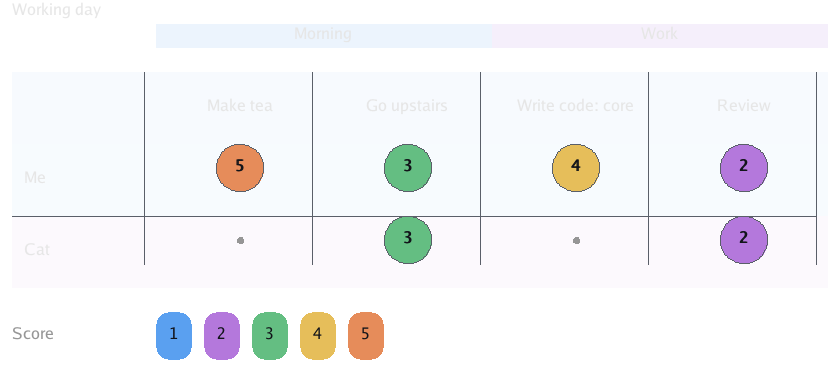 Working day
Morning Work
Make tea Go upstairs Write code: core Review
Me 5 3 4 2
Cat 3 2
Score 1 2 3 4 5